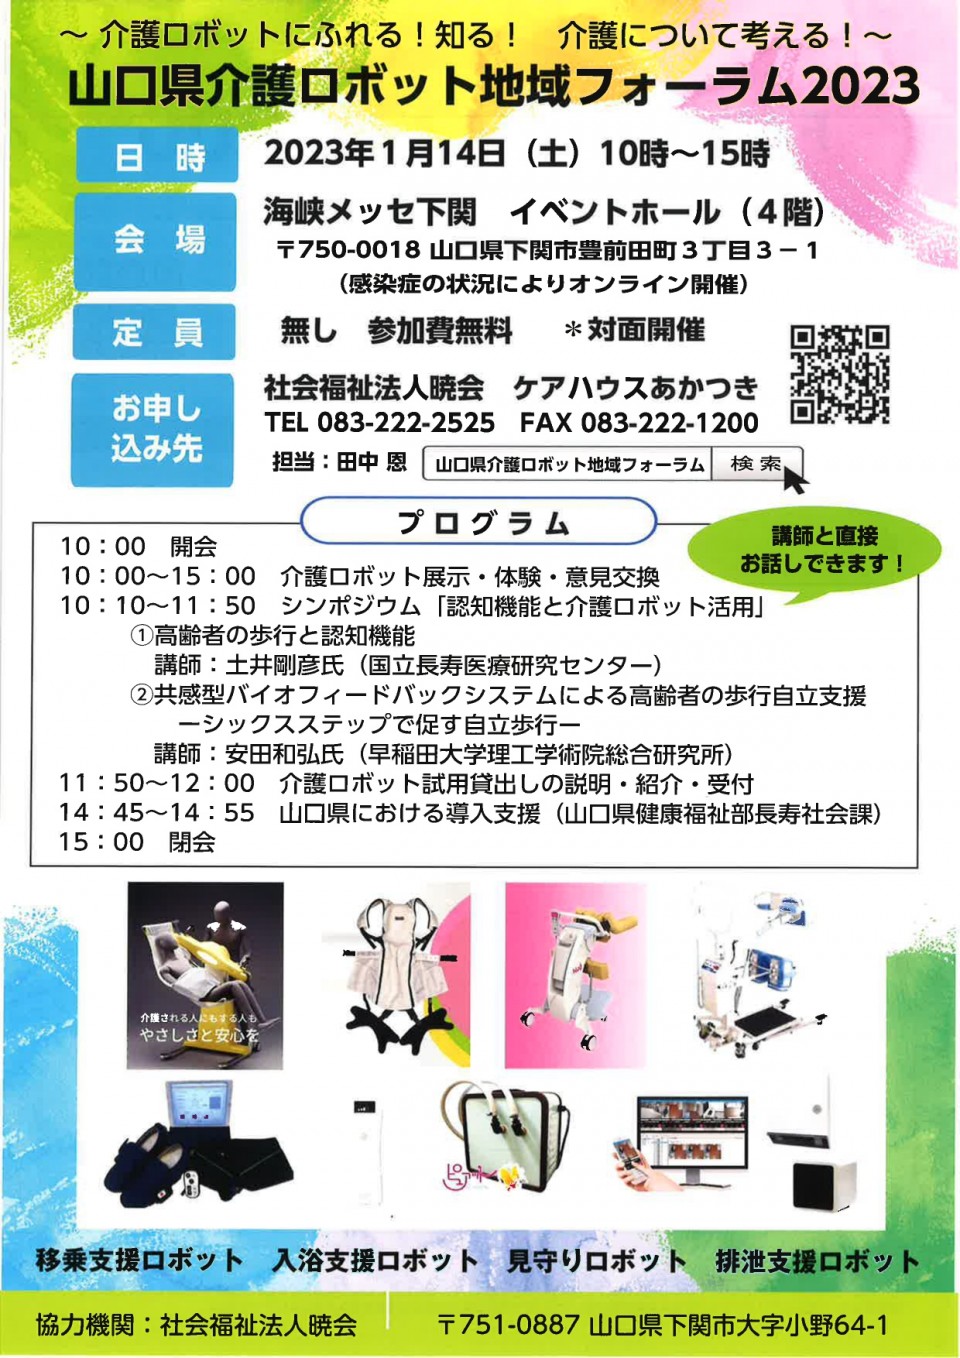 ～ 介護ロボットにふれる！知る！　介護について考える！～
山口県介護ロボット地域フォーラム2023
日 時
2023年１月14日（土）10時～15時
会 場
海峡メッセ下関　イベントホール（４階）
〒750-0018 山口県下関市豊前田町３丁目３－１
（感染症の状況によりオンライン開催）
定 員
無し　参加費無料　　＊対面開催
お申し
込み先
社会福祉法人暁会　ケアハウスあかつき
TEL 083-222-2525　FAX 083-222-1200
担当：田中 恩　山口県介護ロボット地域フォーラム　検 索
プログラム
講師と直接
お話しできます！
10：00　開会
10：00～15：00　介護ロボット展示・体験・意見交換
10：10～11：50　シンポジウム「認知機能と介護ロボット活用」
①高齢者の歩行と認知機能
講師：土井剛彦氏（国立長寿医療研究センター）
②共感型バイオフィードバックシステムによる高齢者の歩行自立支援
ーシックスステップで促す自立歩行ー
講師：安田和弘氏（早稲田大学理工学術院総合研究所）
11：50～12：00　介護ロボット試用貸出しの説明・紹介・受付
14：45～14：55　山口県における導入支援（山口県健康福祉部長寿社会課）
15：00　閉会
介護される人にもする人も
やさしさと安心を
ピュアット
移乗支援ロボット　入浴支援ロボット　見守りロボット　排泄支援ロボット
協力機関：社会福祉法人暁会　　〒751-0887 山口県下関市大字小野64-1